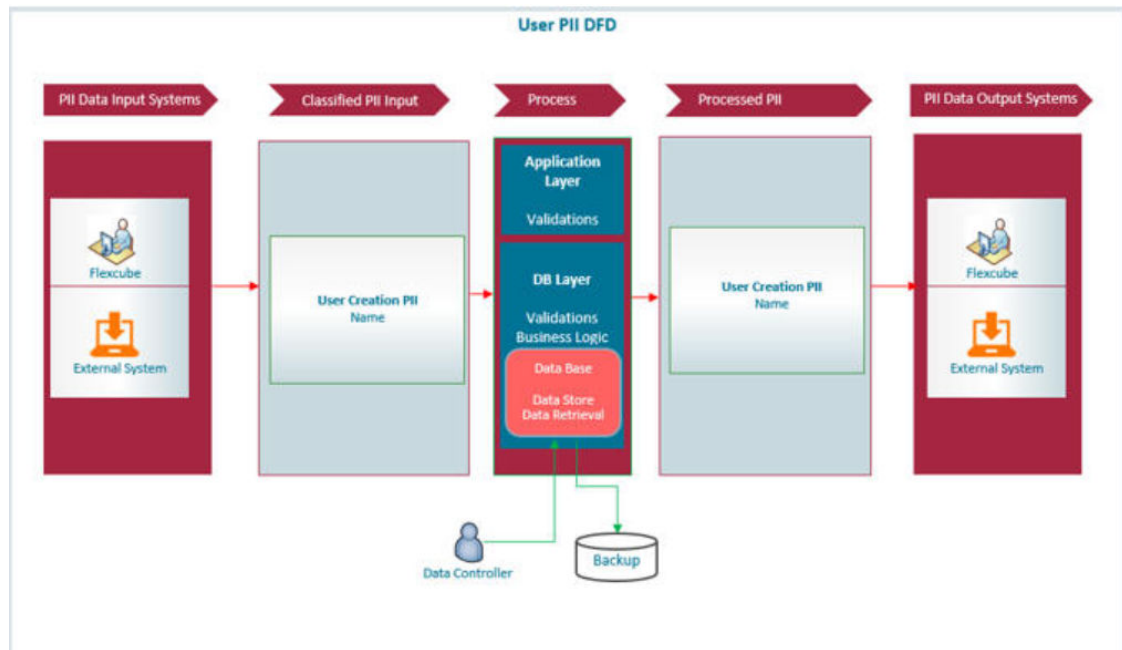 User PII DFD
PII Data Input Systems
Classified PII Input
Process
Processed PII
PII Data Output Systems
Flexcube
External System
User Creation PII
Name
Application
Layer
Validations
DB Layer
Validations
Business Logic
Data Base
Data Store
Data Retrieval
User Creation PII
Name
Flexcube
External System
Data Controller
Backup